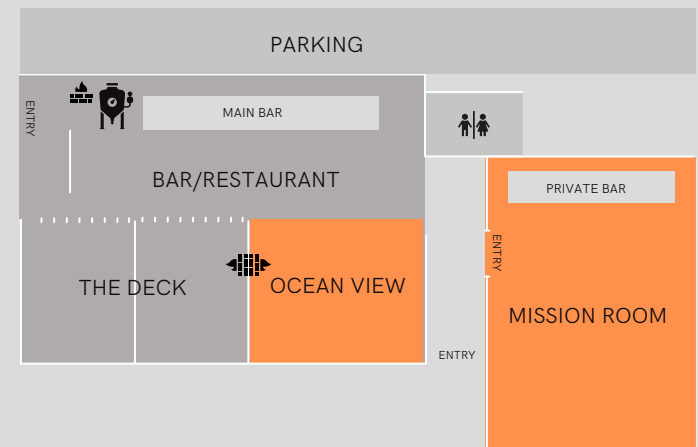 PARKING
ENTRY
MAIN BAR
BAR/RESTAURANT
PRIVATE BAR
ENTRY
THE DECK
OCEAN VIEW
MISSION ROOM
ENTRY